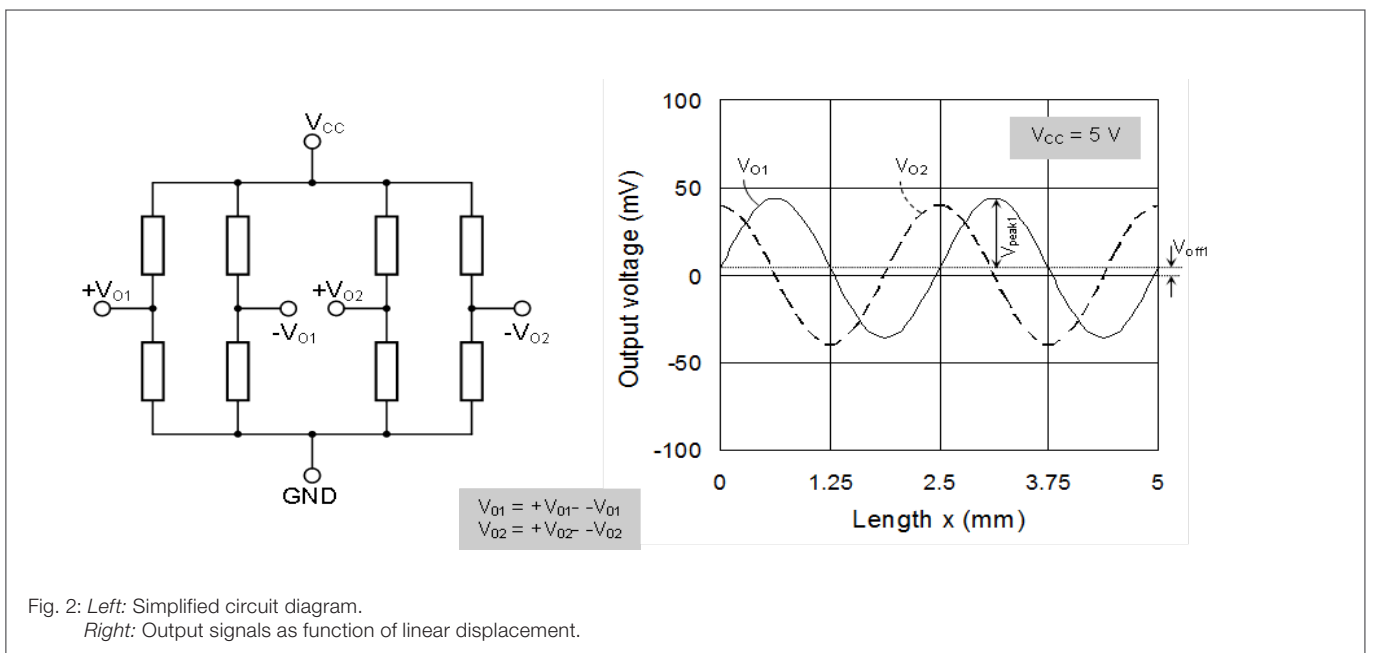 V_CC
+V_O1
-V_O1
+V_O2
-V_O2
GND
V_01 = +V_01- -V_01
V_02 = +V_02- -V_02
Output voltage (mV)
100
50
0
-50
-100
V_CC = 5 V
V_O1
V_O2
V_peak1
V_off1
0 1.25 2.5 3.75 5
Length x (mm)
Fig. 2: Left: Simplified circuit diagram.
Right: Output signals as function of linear displacement.